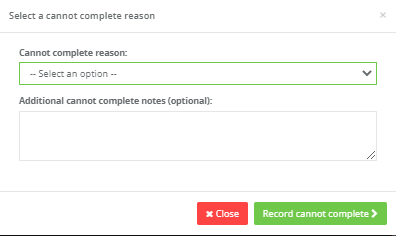 Select a cannot complete reason ×
Cannot complete reason:
-- Select an option --
Additional cannot complete notes (optional):
✖ Close Record cannot complete ❯